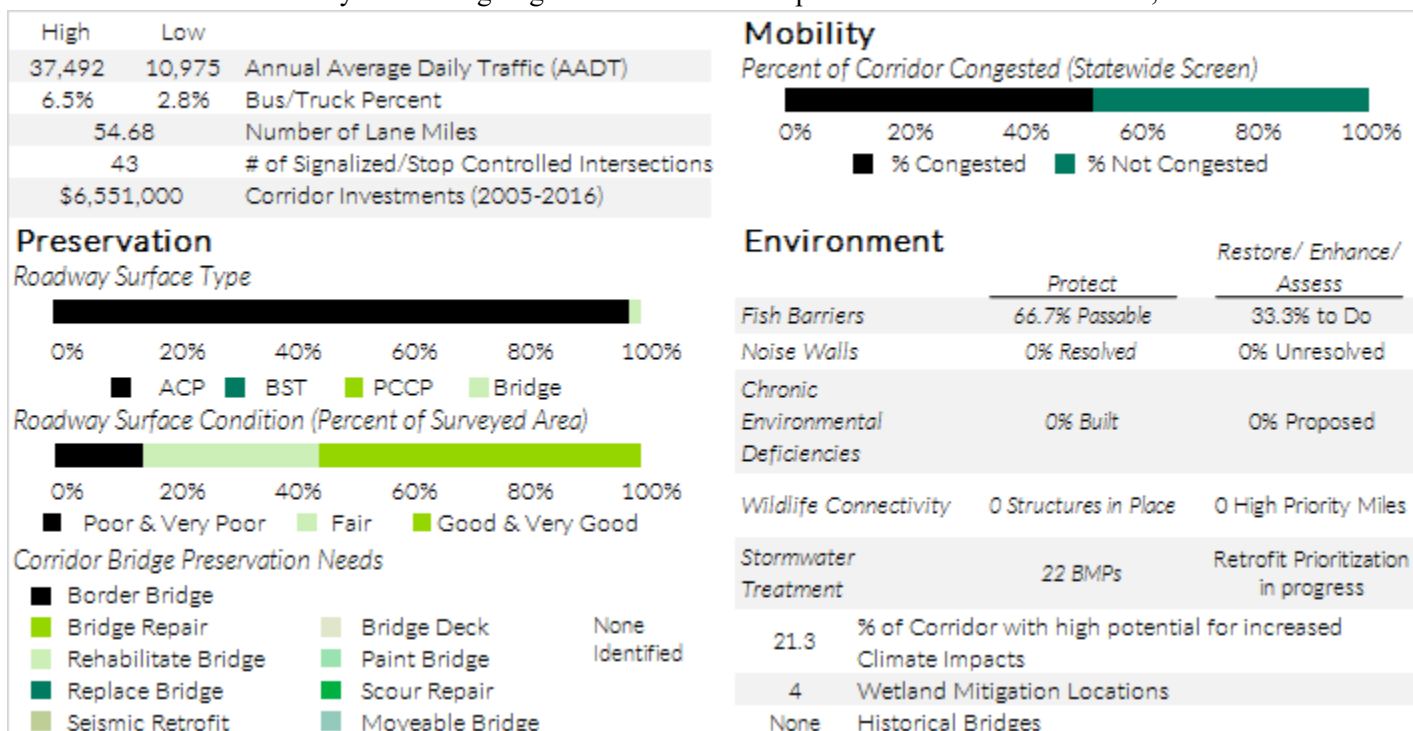 High Low
37,492 10,975 Annual Average Daily Traffic (AADT)
6.5% 2.8% Bus/Truck Percent
54.68 Number of Lane Miles
43 # of Signalized/Stop Controlled Intersections
$6,551,000 Corridor Investments (2005-2016)
Preservation
Roadway Surface Type
0% 20% 40% 60% 80% 100%
ACP BST PCCP Bridge
Roadway Surface Condition (Percent of Surveyed Area)
0% 20% 40% 60% 80% 100%
Poor & Very Poor Fair Good & Very Good
Corridor Bridge Preservation Needs
Border Bridge
Bridge Repair Bridge Deck None
Identified
Rehabilitate Bridge Paint Bridge
Replace Bridge Scour Repair
Seismic Retrofit Moveable Bridge
Mobility
Percent of Corridor Congested (Statewide Screen)
0% 20% 40% 60% 80% 100%
% Congested % Not Congested
Environment
Restore/ Enhance/
Protect Assess
Fish Barriers 66.7% Passable 33.3% to Do
Noise Walls 0% Resolved 0% Unresolved
Chronic
Environmental 0% Built 0% Proposed
Deficiencies
Wildlife Connectivity 0 Structures in Place 0 High Priority Miles
Stormwater Retrofit Prioritization
Treatment 22 BMPs in progress
21.3 % of Corridor with high potential for increased
Climate Impacts
4 Wetland Mitigation Locations
None Historical Bridges